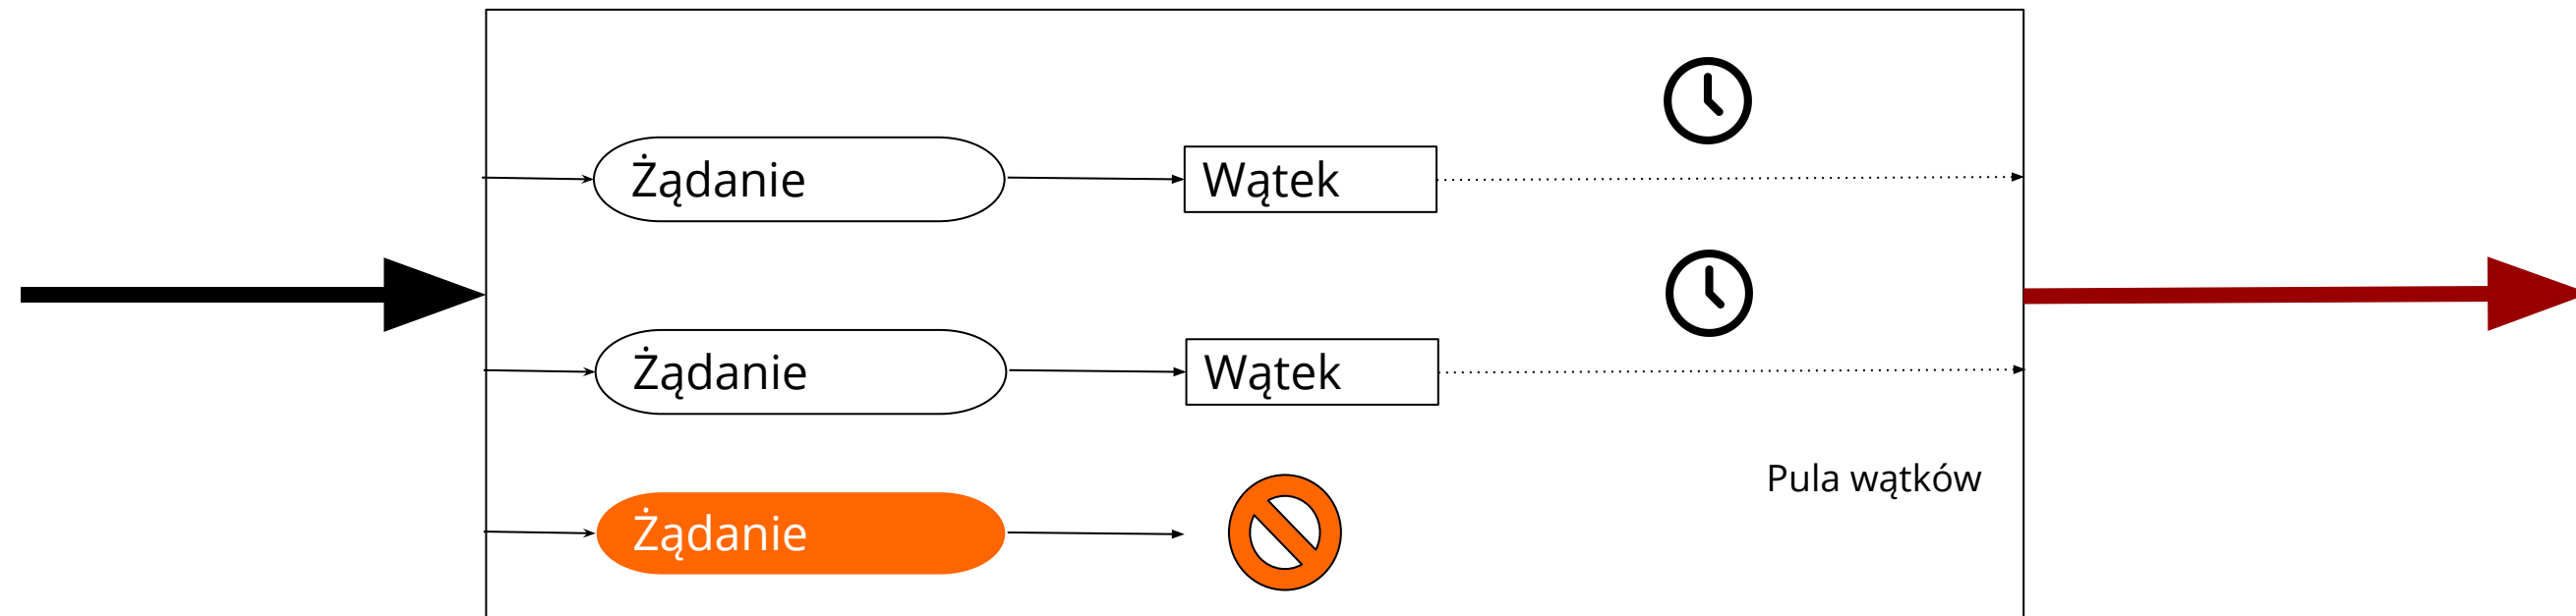 Żądanie
Wątek
Żądanie
Wątek
Pula wątków
Żądanie